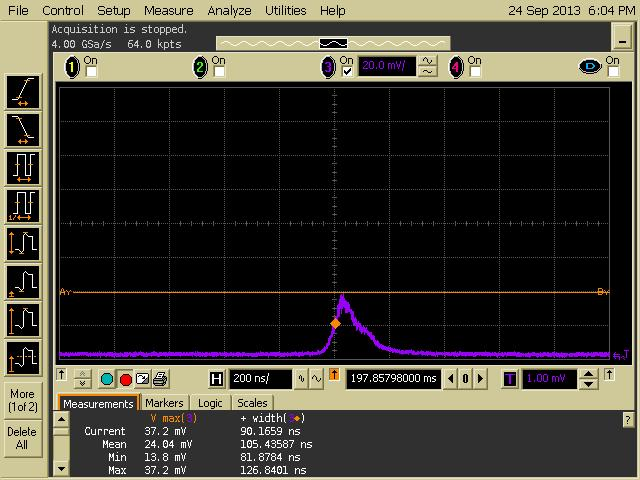 File Control Setup Measure Analyze Utilities Help 24 Sep 2013 6:04 PM
Acquisition is stopped.
4.00 GSa/s 64.0 kpts
1 On 2 On 3 On 20.0 mV/ 4 On D On
Ay By
T
H 200 ns/ 197.85798000 ms 0 T 1.00 mV
More
(1of 2)
Delete
All
Measurements Markers Logic Scales
V max(3) + width(3)
Current 37.2 mV 90.1659 ns
Mean 24.04 mV 105.43587 ns
Min 13.8 mV 81.8784 ns
Max 37.2 mV 126.8401 ns
?